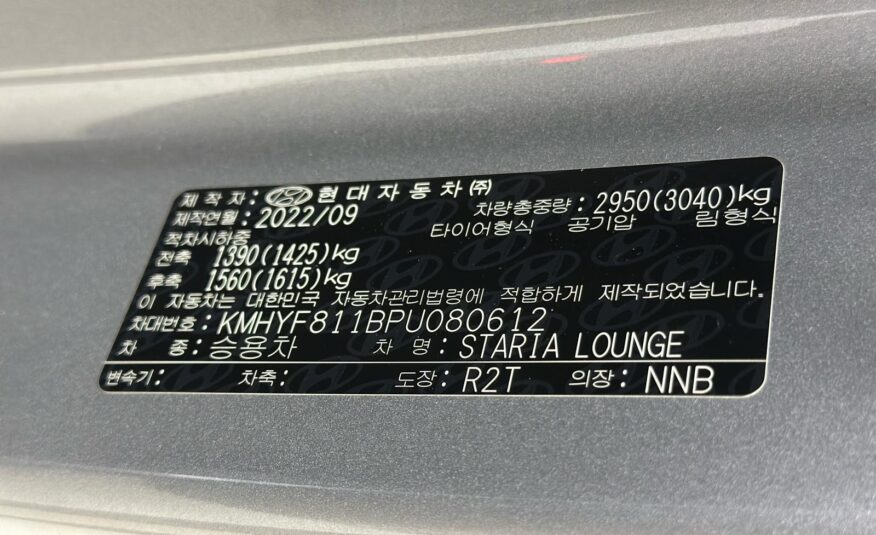 제 작 자 : 현대자동차㈜
제작연월 : 2022/09 차량총중량 : 2950(3040)kg
적차시하중 타이어형식 공기압 림형식
전축 1390(1425)kg
후축 1560(1615)kg
이 자동차는 대한민국 자동차관리법령에 적합하게 제작되었습니다.
차대번호 : KMHYF811BPU080612
차 종 : 승용차 차 명 : STARIA LOUNGE
변속기 : 차축 : 도장 : R2T 의장 : NNB